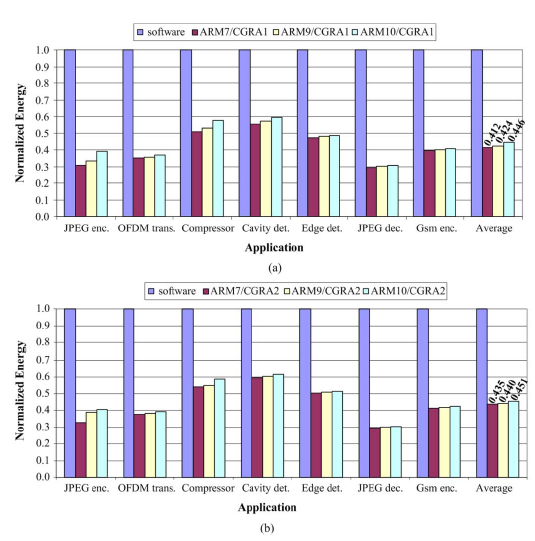 software ARM7/CGRA1 ARM9/CGRA1 ARM10/CGRA1
Normalized Energy
1.0
0.9
0.8
0.7
0.6
0.5
0.4
0.3
0.2
0.1
0.0
0.412
0.424
0.446
JPEG enc. OFDM trans. Compressor Cavity det. Edge det. JPEG dec. Gsm enc. Average
Application
(a)
software ARM7/CGRA2 ARM9/CGRA2 ARM10/CGRA2
Normalized Energy
1.0
0.9
0.8
0.7
0.6
0.5
0.4
0.3
0.2
0.1
0.0
0.435
0.440
0.451
JPEG enc. OFDM trans. Compressor Cavity det. Edge det. JPEG dec. Gsm enc. Average
Application
(b)